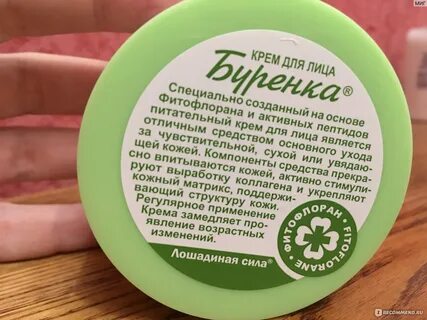 МИГ
КРЕМ ДЛЯ ЛИЦА
Буренка®
Специально созданный на основе
Фитофлорана и активных пептидов
питательный крем для лица является
отличным средством основного ухода
за чувствительной, сухой или увядаю-
щей кожей. Компоненты средства прекра-
сно впитываются кожей, активно стимули-
руют выработку коллагена и укрепляют
кожный матрикс, поддержи-
вающий структуру кожи.
Регулярное применение
Крема замедляет про-
явление возрастных
изменений.
Лошадиная сила®
ФИТОФЛОРАН • FITOFLORANE •
IRECOMMEND.RU